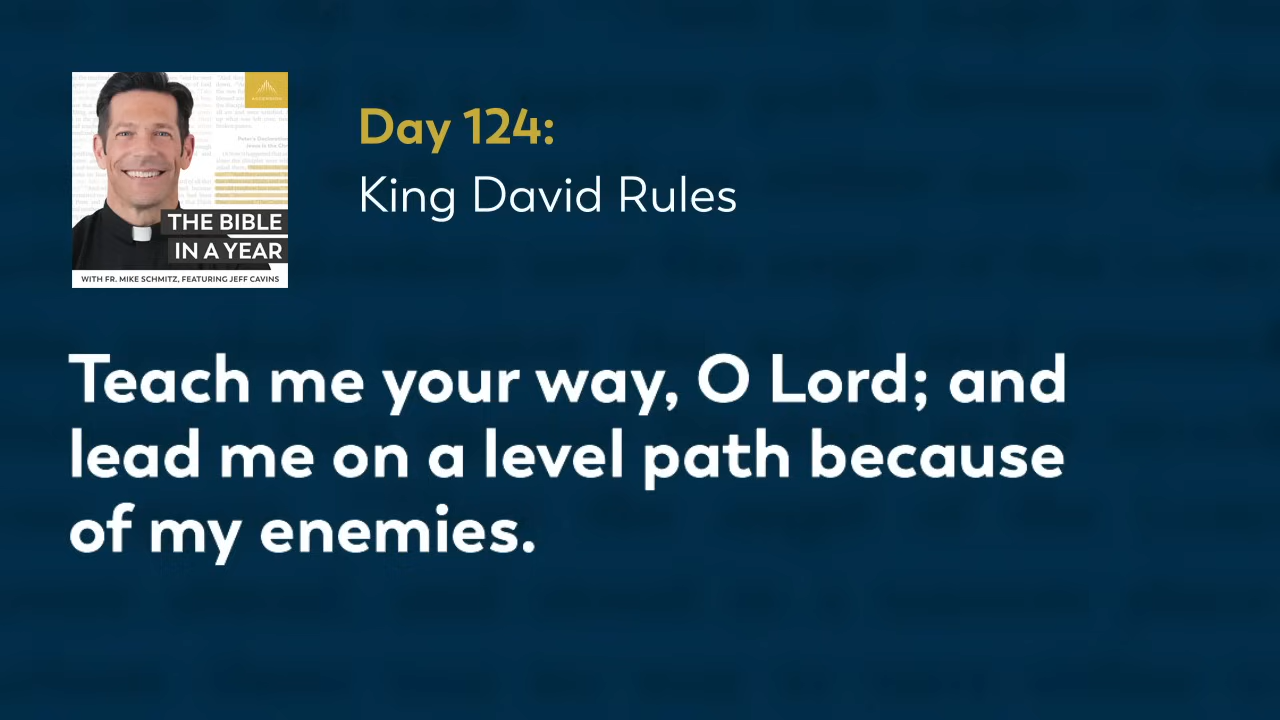 THE BIBLE
IN A YEAR
WITH FR. MIKE SCHMITZ, FEATURING JEFF CAVINS
Day 124:
King David Rules
Teach me your way, O Lord; and
lead me on a level path because
of my enemies.